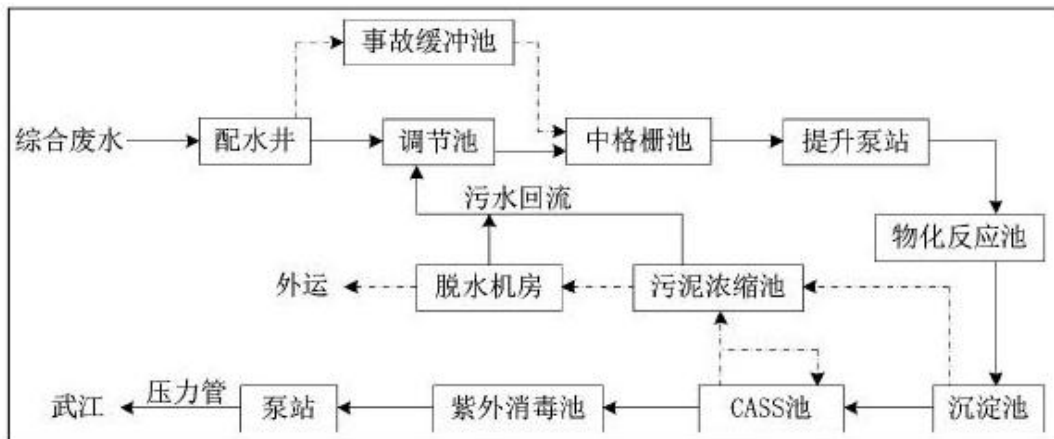 事故缓冲池
综合废水
配水井
调节池
中格栅池
提升泵站
污水回流
物化反应池
外运
脱水机房
污泥浓缩池
武江
压力管
泵站
紫外消毒池
CASS池
沉淀池